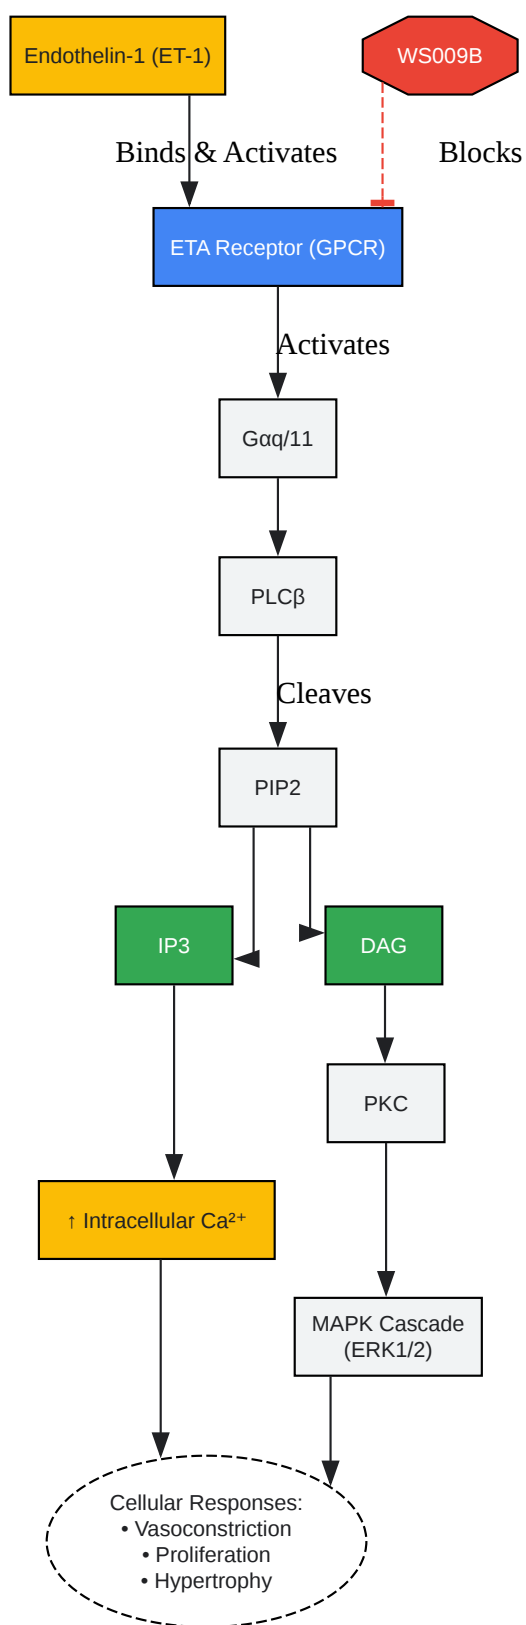 Endothelin-1 (ET-1)
WS009B
Binds & Activates
Blocks
ETA Receptor (GPCR)
Activates
Gαq/11
PLCβ
Cleaves
PIP2
IP3
DAG
PKC
↑ Intracellular Ca²⁺
MAPK Cascade
(ERK1/2)
Cellular Responses:
• Vasoconstriction
• Proliferation
• Hypertrophy